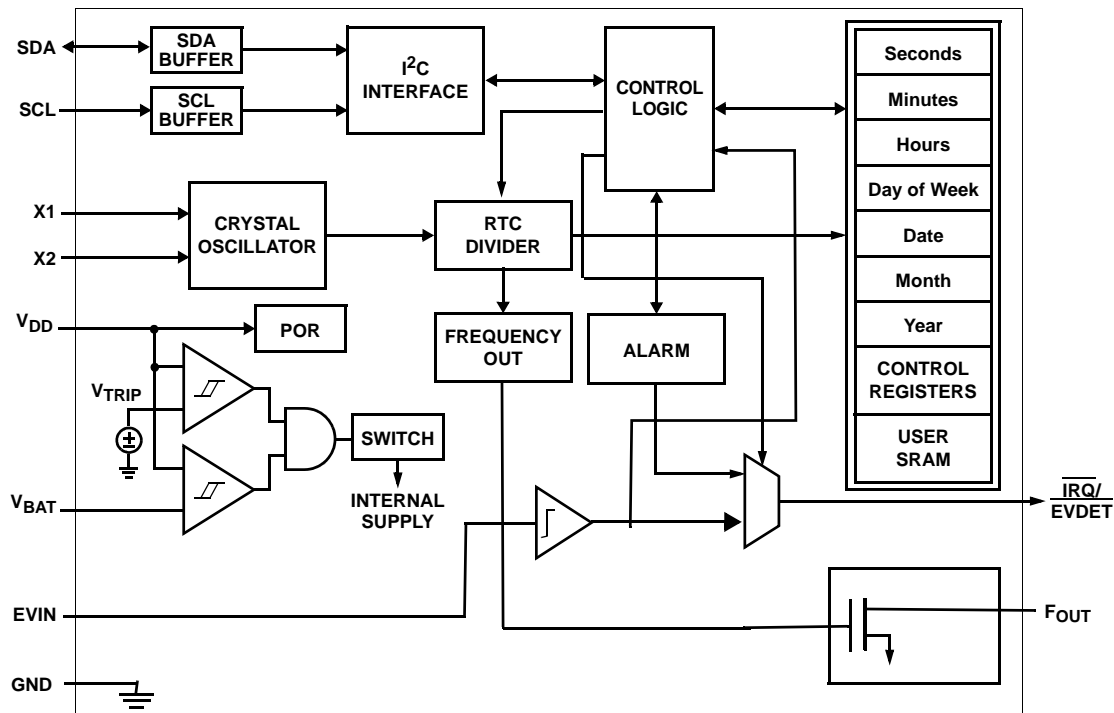 SDA
SDA
BUFFER
I²C
INTERFACE
CONTROL
LOGIC
Seconds
SCL
SCL
BUFFER
Minutes
Hours
Day of Week
X1
X2
CRYSTAL
OSCILLATOR
RTC
DIVIDER
Date
Month
VDD
POR
FREQUENCY
OUT
ALARM
Year
VTRIP
CONTROL
REGISTERS
SWITCH
USER
SRAM
VBAT
INTERNAL
SUPPLY
IRQ/
EVDET
EVIN
FOUT
GND